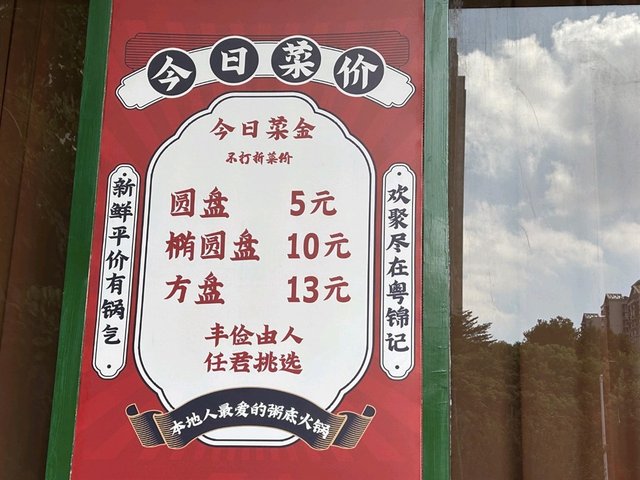 今日菜价
今日菜金
不打折菜价
圆盘 5元
椭圆盘 10元
方盘 13元
丰俭由人
任君挑选
新鲜平价有锅气
欢聚尽在粤锦记
本地人最爱的粥底火锅